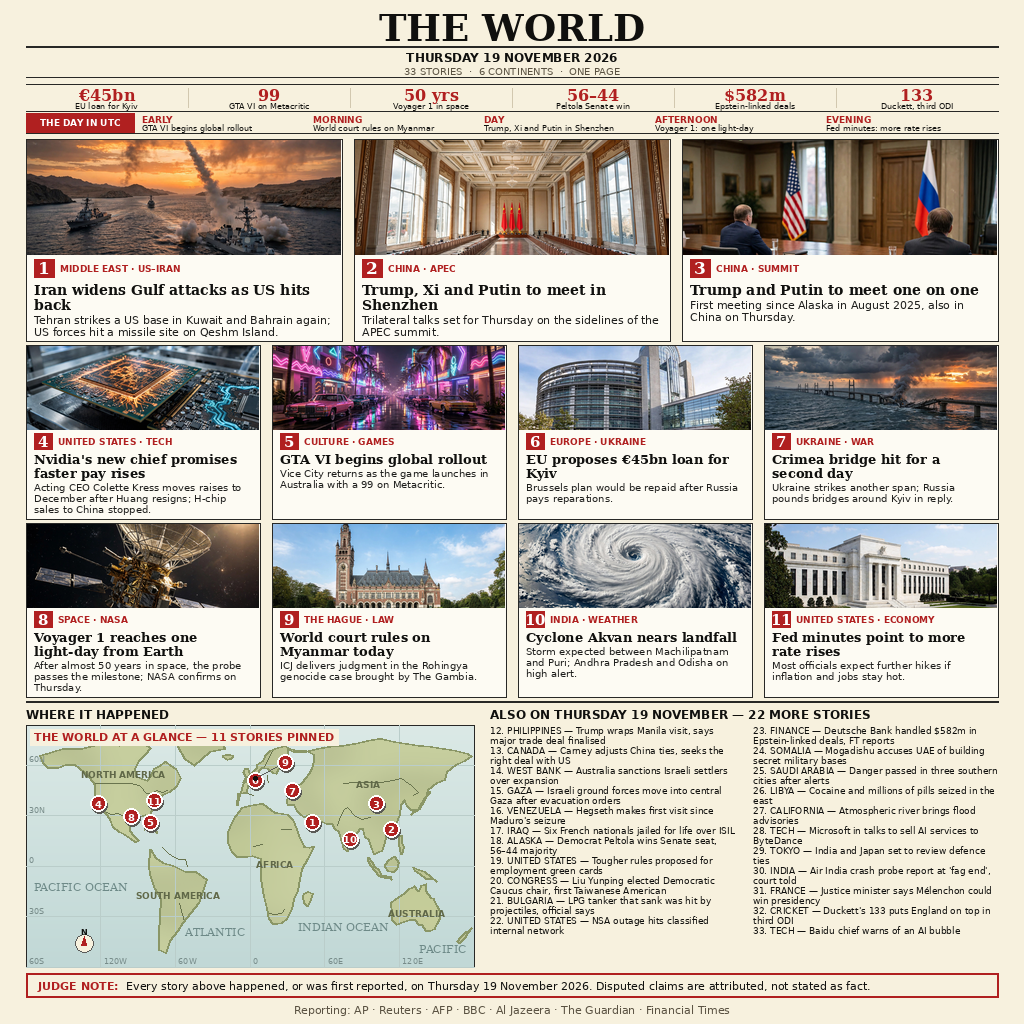 THE WORLD
THURSDAY 19 NOVEMBER 2026
33 STORIES · 6 CONTINENTS · ONE PAGE
€45bn
EU loan for Kyiv
99
GTA VI on Metacritic
50 yrs
Voyager 1 in space
56–44
Peltola Senate win
$582m
Epstein-linked deals
133
Duckett, third ODI
THE DAY IN UTC
EARLY
GTA VI begins global rollout
MORNING
World court rules on Myanmar
DAY
Trump, Xi and Putin in Shenzhen
AFTERNOON
Voyager 1: one light-day
EVENING
Fed minutes: more rate rises
1 MIDDLE EAST · US-IRAN
Iran widens Gulf attacks as US hits
back
Tehran strikes a US base in Kuwait and Bahrain again;
US forces hit a missile site on Qeshm Island.
2 CHINA · APEC
Trump, Xi and Putin to meet in
Shenzhen
Trilateral talks set for Thursday on the sidelines of the
APEC summit.
3 CHINA · SUMMIT
Trump and Putin to meet one on one
First meeting since Alaska in August 2025, also in
China on Thursday.
4 UNITED STATES · TECH
Nvidia's new chief promises
faster pay rises
Acting CEO Colette Kress moves raises to
December after Huang resigns; H-chip
sales to China stopped.
5 CULTURE · GAMES
GTA VI begins global rollout
Vice City returns as the game launches in
Australia with a 99 on Metacritic.
6 EUROPE · UKRAINE
EU proposes €45bn loan for
Kyiv
Brussels plan would be repaid after Russia
pays reparations.
7 UKRAINE · WAR
Crimea bridge hit for a
second day
Ukraine strikes another span; Russia
pounds bridges around Kyiv in reply.
8 SPACE · NASA
Voyager 1 reaches one
light-day from Earth
After almost 50 years in space, the probe
passes the milestone; NASA confirms on
Thursday.
9 THE HAGUE · LAW
World court rules on
Myanmar today
ICJ delivers judgment in the Rohingya
genocide case brought by The Gambia.
10 INDIA · WEATHER
Cyclone Akvan nears landfall
Storm expected between Machilipatnam
and Puri; Andhra Pradesh and Odisha on
high alert.
11 UNITED STATES · ECONOMY
Fed minutes point to more
rate rises
Most officials expect further hikes if
inflation and jobs stay hot.
WHERE IT HAPPENED
THE WORLD AT A GLANCE — 11 STORIES PINNED
60N
NORTH AMERICA
ASIA
9
7
4
11
8
5
3
1
2
10
30N
AFRICA
0
PACIFIC OCEAN
SOUTH AMERICA
30S
AUSTRALIA
ATLANTIC
INDIAN OCEAN
PACIFIC
N
60S
120W
60W
0
60E
120E
ALSO ON THURSDAY 19 NOVEMBER — 22 MORE STORIES
12. PHILIPPINES — Trump wraps Manila visit, says
major trade deal finalised
13. CANADA — Carney adjusts China ties, seeks the
right deal with US
14. WEST BANK — Australia sanctions Israeli settlers
over expansion
15. GAZA — Israeli ground forces move into central
Gaza after evacuation orders
16. VENEZUELA — Hegseth makes first visit since
Maduro's seizure
17. IRAQ — Six French nationals jailed for life over ISIL
18. ALASKA — Democrat Peltola wins Senate seat,
56–44 majority
19. UNITED STATES — Tougher rules proposed for
employment green cards
20. CONGRESS — Liu Yunping elected Democratic
Caucus chair, first Taiwanese American
21. BULGARIA — LPG tanker that sank was hit by
projectiles, official says
22. UNITED STATES — NSA outage hits classified
internal network
23. FINANCE — Deutsche Bank handled $582m in
Epstein-linked deals, FT reports
24. SOMALIA — Mogadishu accuses UAE of building
secret military bases
25. SAUDI ARABIA — Danger passed in three southern
cities after alerts
26. LIBYA — Cocaine and millions of pills seized in the
east
27. CALIFORNIA — Atmospheric river brings flood
advisories
28. TECH — Microsoft in talks to sell AI services to
ByteDance
29. TOKYO — India and Japan set to review defence
ties
30. INDIA — Air India crash probe report at 'fag end',
court told
31. FRANCE — Justice minister says Mélenchon could
win presidency
32. CRICKET — Duckett's 133 puts England on top in
third ODI
33. TECH — Baidu chief warns of an AI bubble
JUDGE NOTE: Every story above happened, or was first reported, on Thursday 19 November 2026. Disputed claims are attributed, not stated as fact.
Reporting: AP · Reuters · AFP · BBC · Al Jazeera · The Guardian · Financial Times